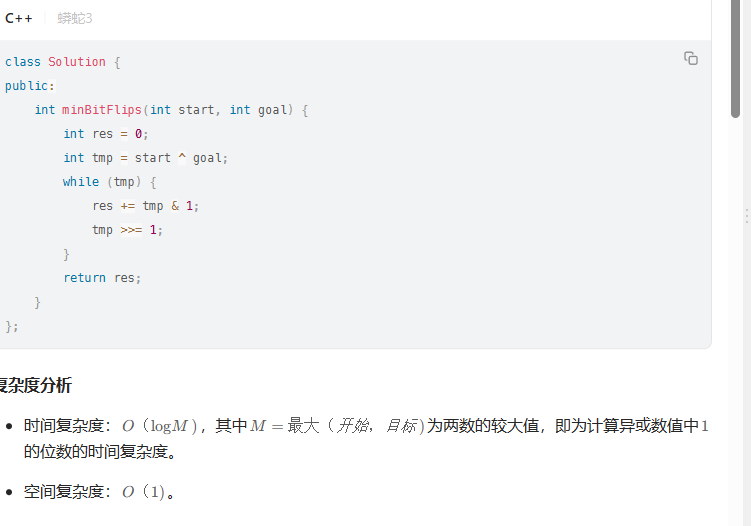 C++ 蟒蛇3
class Solution {
public:
    int minBitFlips(int start, int goal) {
        int res = 0;
        int tmp = start ^ goal;
        while (tmp) {
            res += tmp & 1;
            tmp >>= 1;
        }
        return res;
    }
};
复杂度分析
• 时间复杂度：O（logM），其中 M = 最大（开始，目标）为两数的较大值，即为计算异或数值中 1
的位数的时间复杂度。
• 空间复杂度：O（1）。